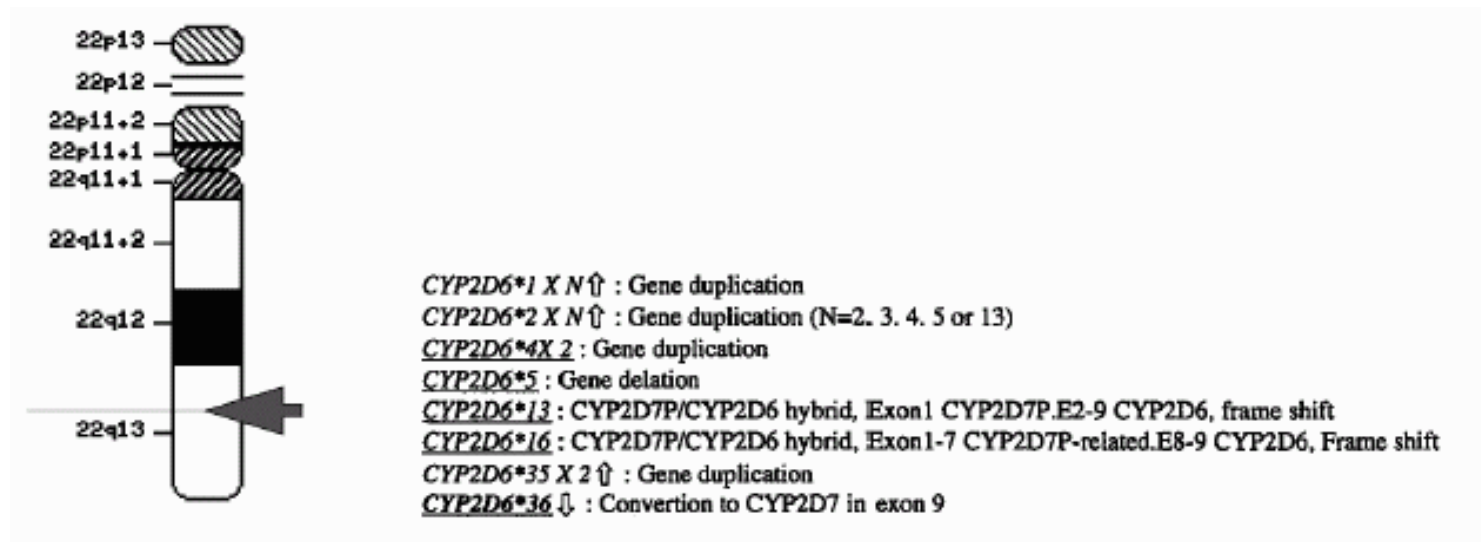 22p13
22p12
22p11.2
22p11.1
22q11.1
22q11.2
22q12
22q13
CYP2D6*1 X N⇧ : Gene duplication
CYP2D6*2 X N⇧ : Gene duplication (N=2. 3. 4. 5 or 13)
CYP2D6*4X 2 : Gene duplication
CYP2D6*5 : Gene delation
CYP2D6*13 : CYP2D7P/CYP2D6 hybrid, Exon1 CYP2D7P.E2-9 CYP2D6, frame shift
CYP2D6*16 : CYP2D7P/CYP2D6 hybrid, Exon1-7 CYP2D7P-related.E8-9 CYP2D6, Frame shift
CYP2D6*35 X 2⇧ : Gene duplication
CYP2D6*36⇩ : Convertion to CYP2D7 in exon 9